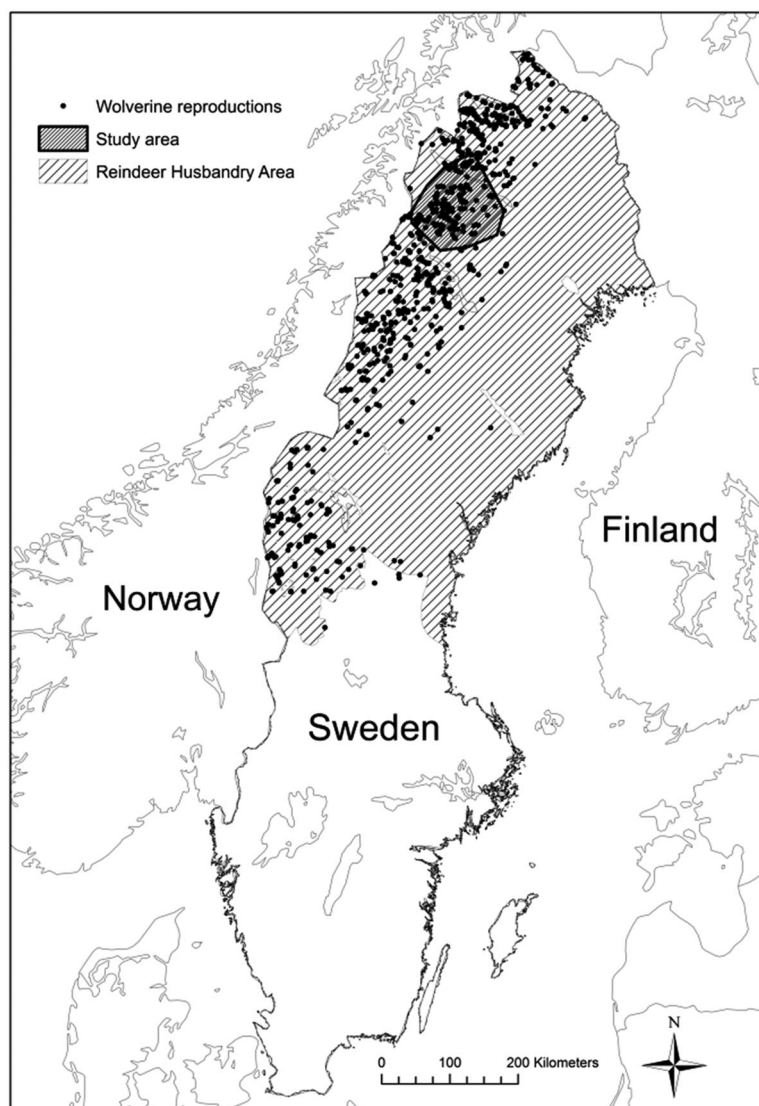 Wolverine reproductions
Study area
Reindeer Husbandry Area
Finland
Norway
Sweden
N
0 100 200 Kilometers